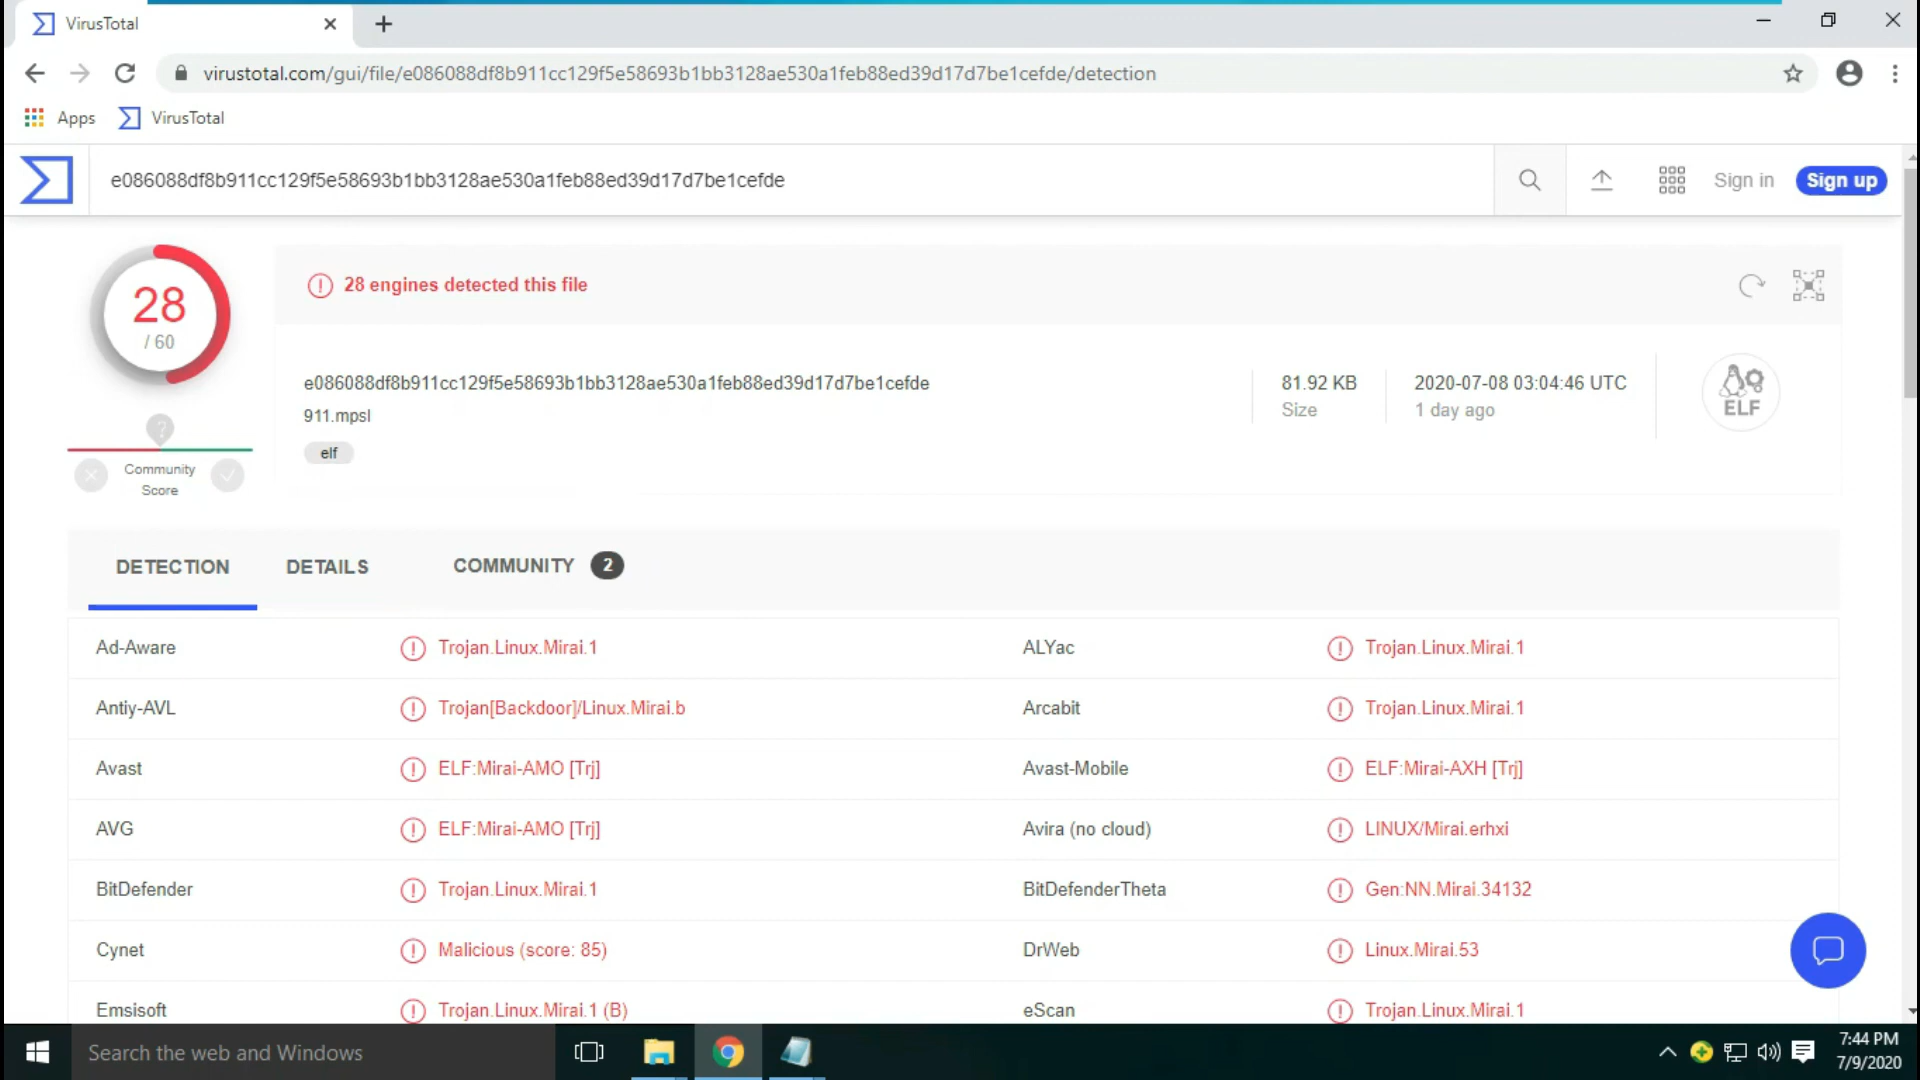 VirusTotal
virustotal.com/gui/file/e086088df8b911cc129f5e58693b1bb3128ae530a1feb88ed39d17d7be1cefde/detection
Apps VirusTotal
e086088df8b911cc129f5e58693b1bb3128ae530a1feb88ed39d17d7be1cefde
Sign in Sign up
28
/ 60
28 engines detected this file
e086088df8b911cc129f5e58693b1bb3128ae530a1feb88ed39d17d7be1cefde
911.mpsl
elf
81.92 KB
Size
2020-07-08 03:04:46 UTC
1 day ago
ELF
?
Community
Score
DETECTION DETAILS COMMUNITY 2
Ad-Aware Trojan.Linux.Mirai.1 ALYac Trojan.Linux.Mirai.1
Antiy-AVL Trojan[Backdoor]/Linux.Mirai.b Arcabit Trojan.Linux.Mirai.1
Avast ELF:Mirai-AMO [Trj] Avast-Mobile ELF:Mirai-AXH [Trj]
AVG ELF:Mirai-AMO [Trj] Avira (no cloud) LINUX/Mirai.erhxi
BitDefender Trojan.Linux.Mirai.1 BitDefenderTheta Gen:NN.Mirai.34132
Cynet Malicious (score: 85) DrWeb Linux.Mirai.53
Emsisoft Trojan.Linux.Mirai.1 (B) eScan Trojan.Linux.Mirai.1
Search the web and Windows
7:44 PM
7/9/2020